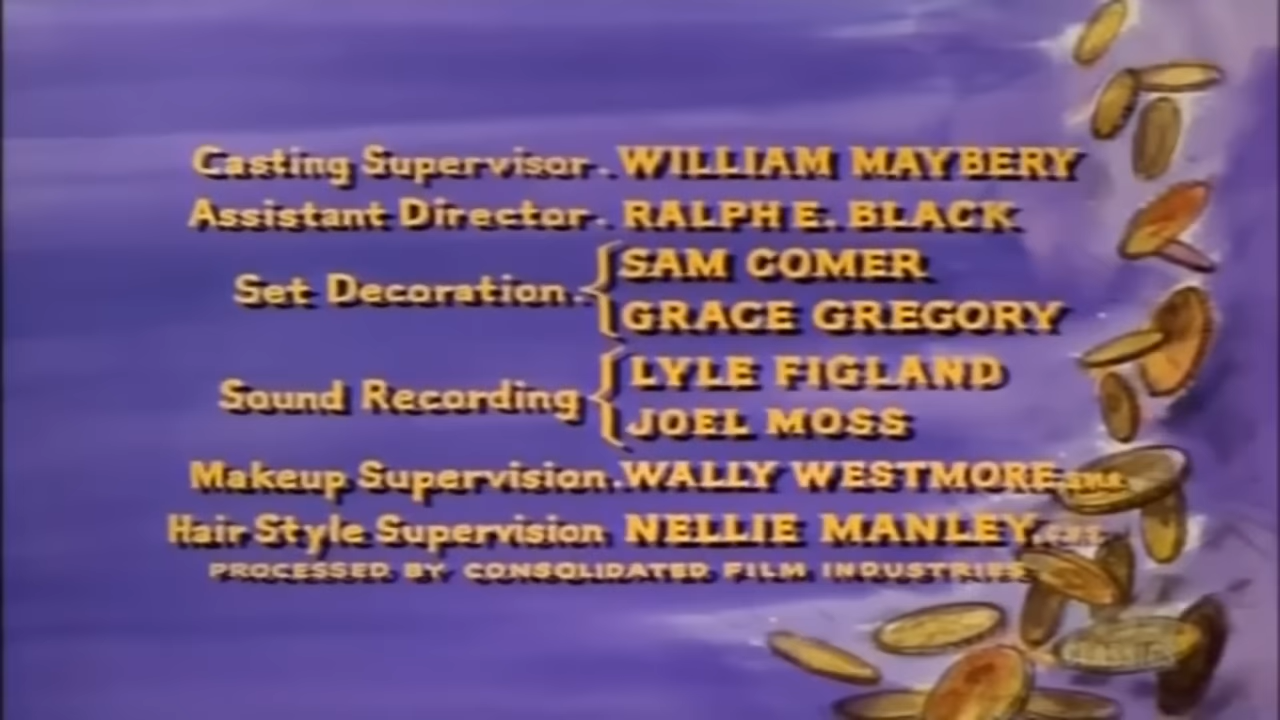 Casting Supervisor . WILLIAM MAYBERY
Assistant Director . RALPH E. BLACK
Set Decoration . { SAM COMER
GRACE GREGORY
Sound Recording { LYLE FIGLAND
JOEL MOSS
Makeup Supervision . WALLY WESTMORE
Hair Style Supervision NELLIE MANLEY
PROCESSED BY CONSOLIDATED FILM INDUSTRIES
CLASSICS